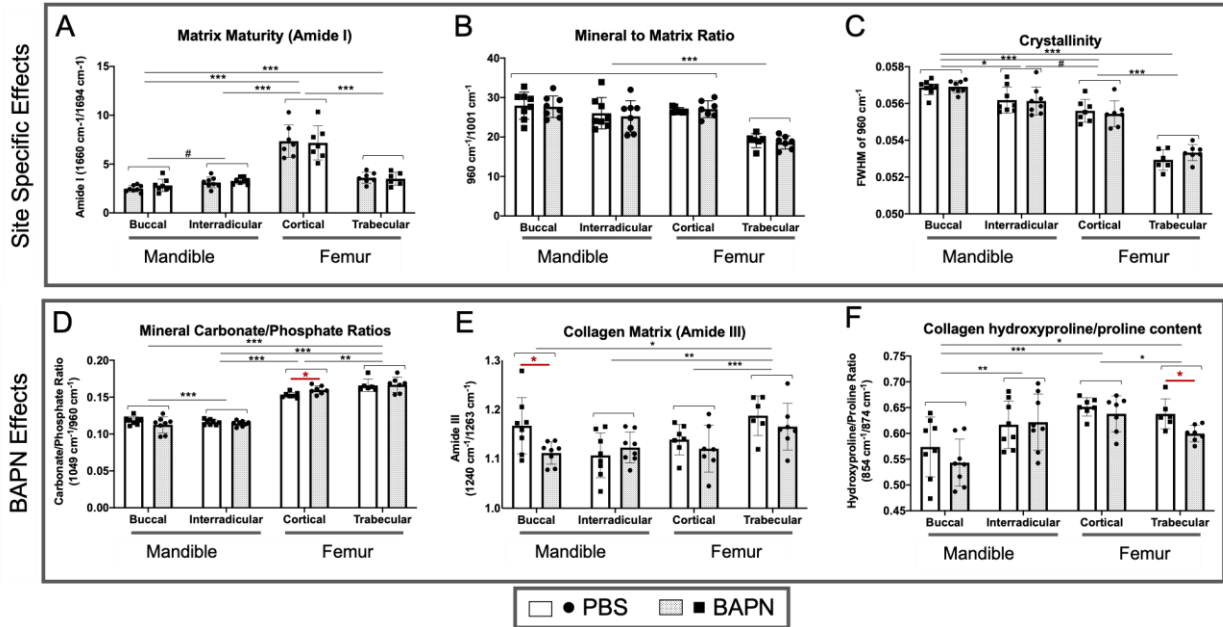 Site Specific Effects
A
Matrix Maturity (Amide I)
Amide I (1660 cm-1/1694 cm-1)
15
10
5
0
***
***
***
***
#
Buccal
Interradicular
Cortical
Trabecular
Mandible
Femur
B
Mineral to Matrix Ratio
960 cm-1/1001 cm-1
40
30
20
10
0
***
Buccal
Interradicular
Cortical
Trabecular
Mandible
Femur
C
Crystallinity
FWHM of 960 cm-1
0.058
0.056
0.054
0.052
0.050
***
***
*
#
***
Buccal
Interradicular
Cortical
Trabecular
Mandible
Femur
BAPN Effects
D
Mineral Carbonate/Phosphate Ratios
Carbonate/Phosphate Ratio
(1049 cm-1/960 cm-1)
0.20
0.15
0.10
0.05
0.00
***
***
***
**
*
***
Buccal
Interradicular
Cortical
Trabecular
Mandible
Femur
E
Collagen Matrix (Amide III)
Amide III
(1240 cm-1/1263 cm-1)
1.3
1.2
1.1
1.0
*
**
***
*
Buccal
Interradicular
Cortical
Trabecular
Mandible
Femur
F
Collagen hydroxyproline/proline content
Hydroxyproline/Proline Ratio
(854 cm-1/874 cm-1)
0.75
0.70
0.65
0.60
0.55
0.50
0.45
*
***
*
**
*
Buccal
Interradicular
Cortical
Trabecular
Mandible
Femur
PBS
BAPN